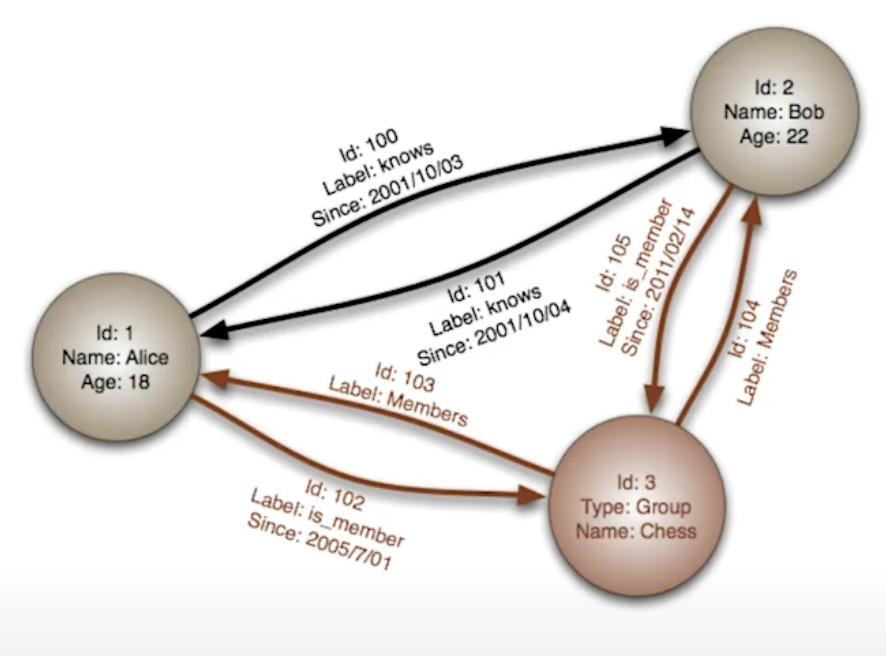 Id: 2
Name: Bob
Age: 22
Id: 100
Label: knows
Since: 2001/10/03
Id: 101
Label: knows
Since: 2001/10/04
Id: 105
Label: is_member
Since: 2011/02/14
Id: 104
Label: Members
Id: 1
Name: Alice
Age: 18
Id: 103
Label: Members
Id: 102
Label: is_member
Since: 2005/7/01
Id: 3
Type: Group
Name: Chess